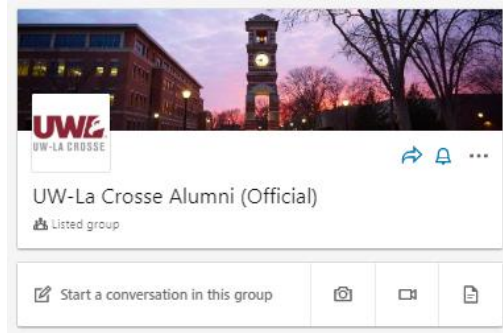 UWL
UW-LA CROSSE
UW-La Crosse Alumni (Official)
Listed group
Start a conversation in this group